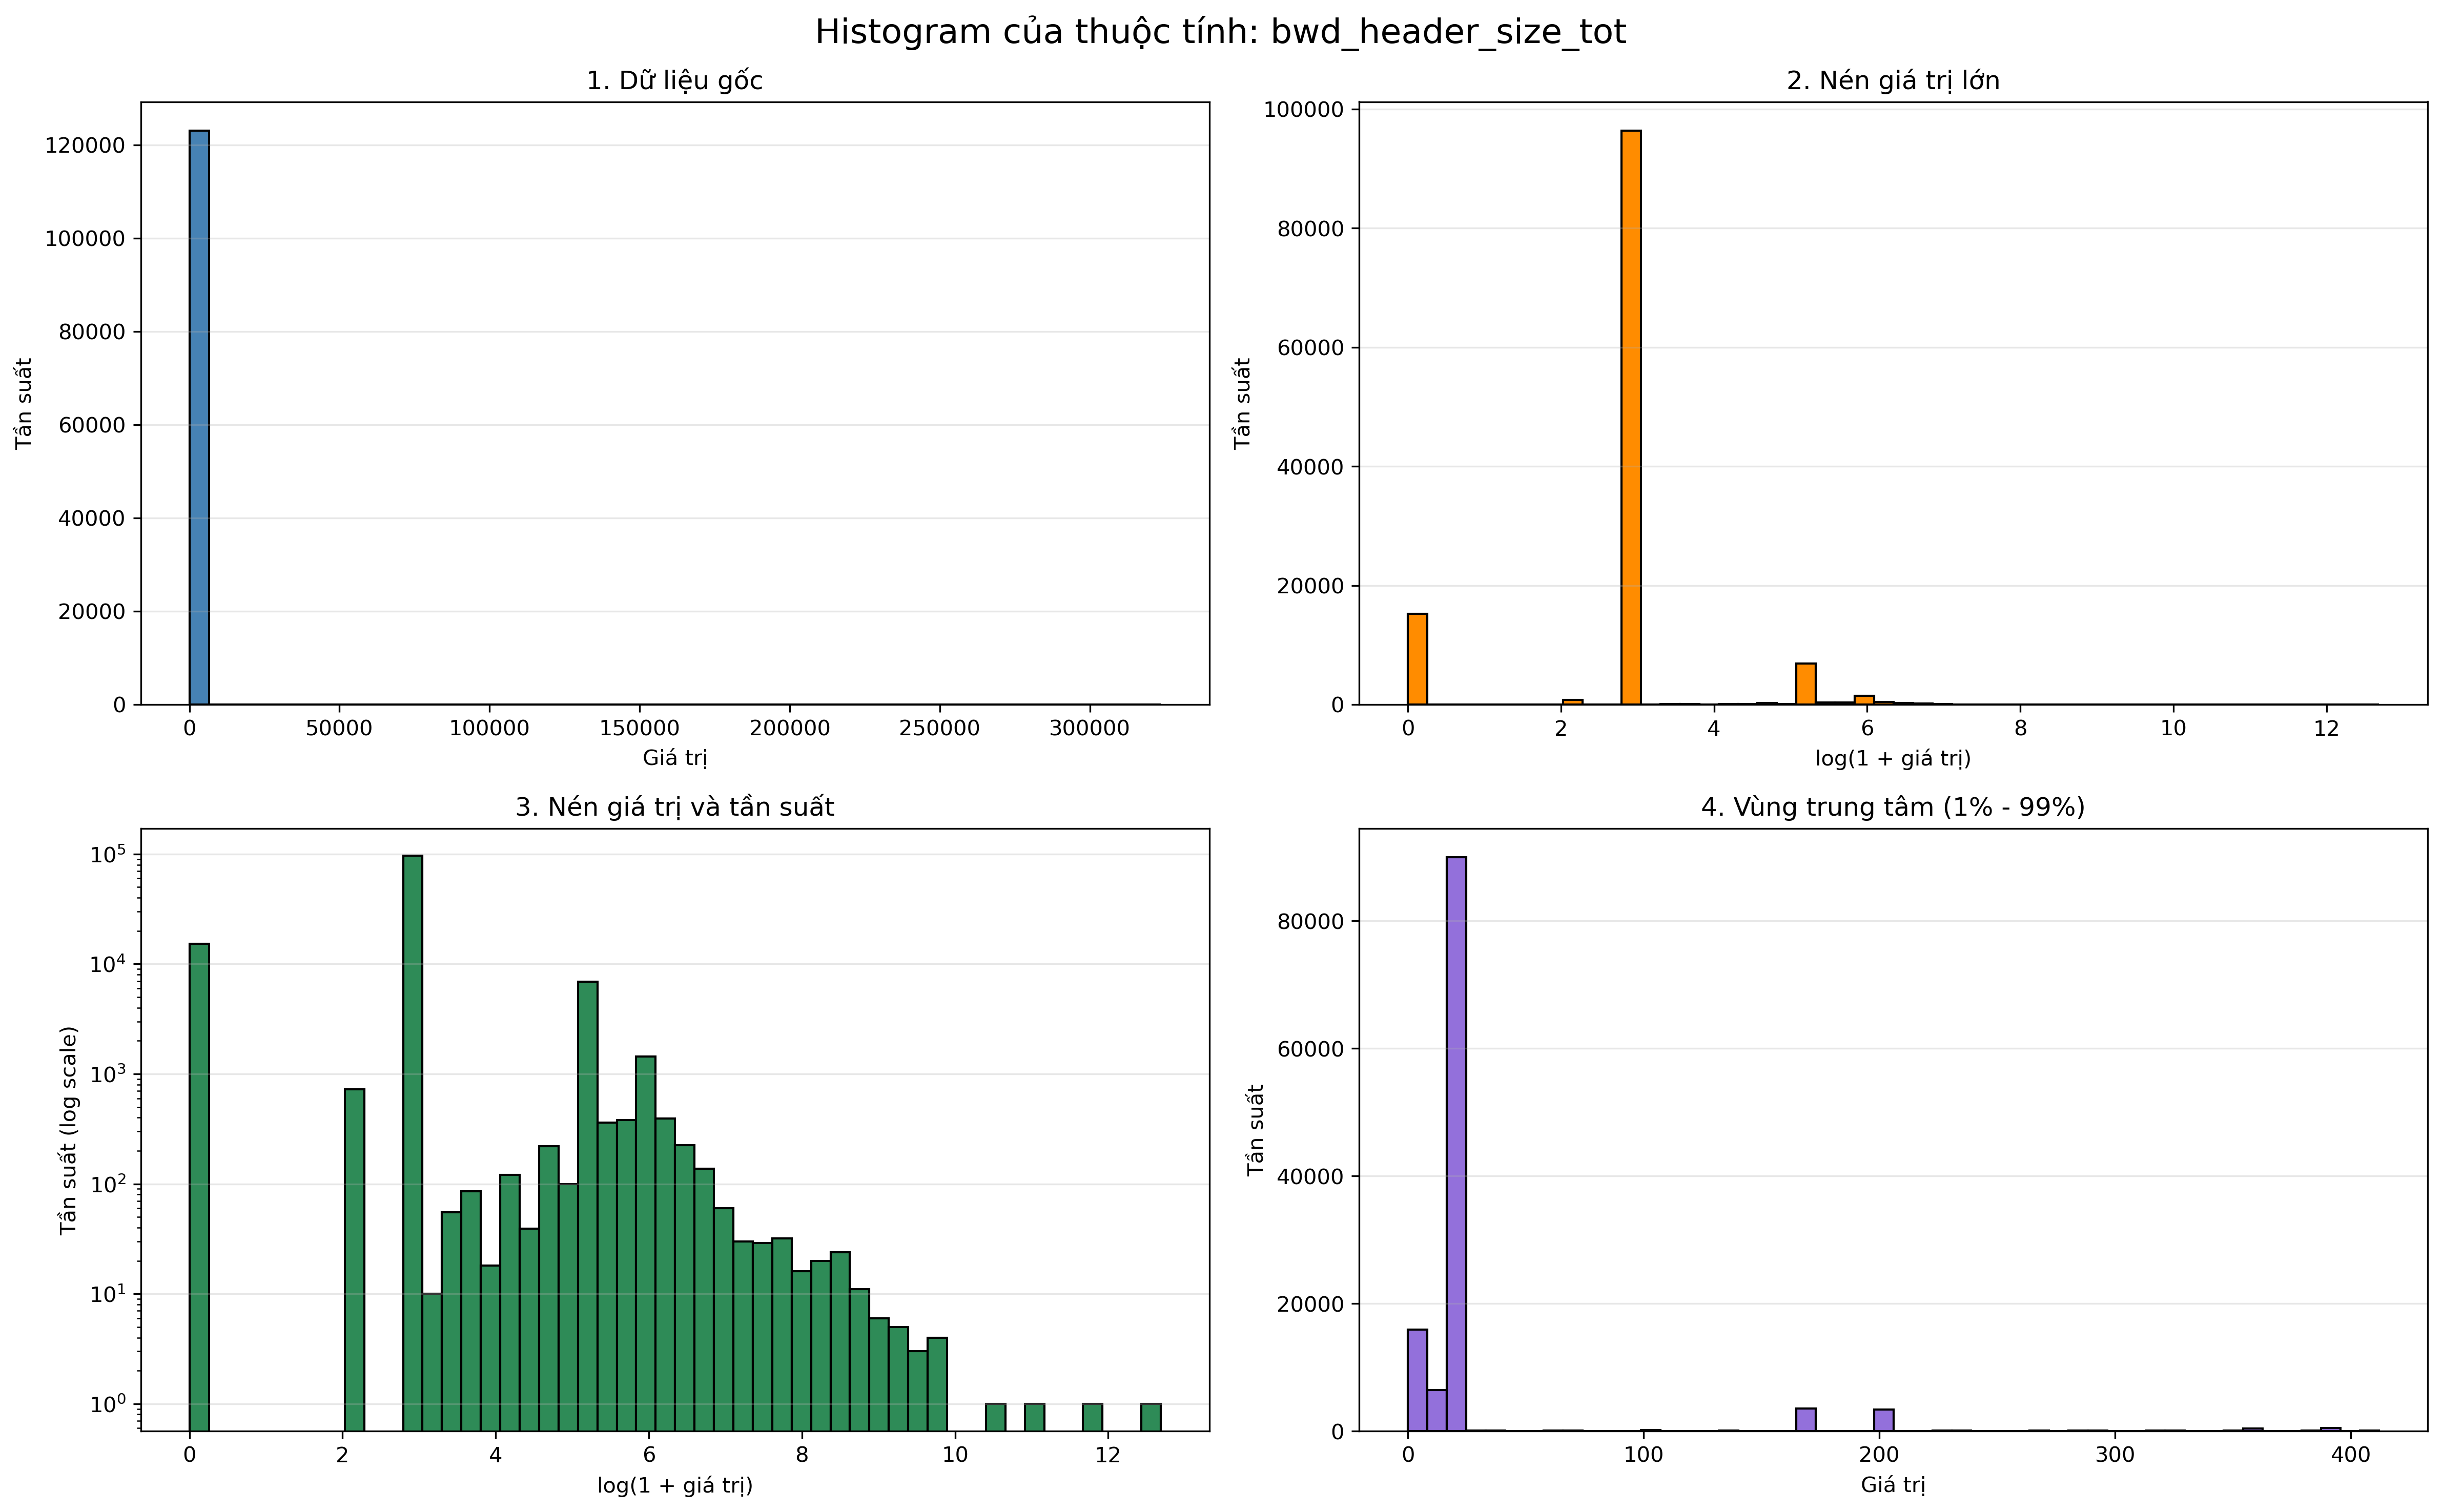 Histogram của thuộc tính: bwd_header_size_tot
1. Dữ liệu gốc
Tần suất
120000
100000
80000
60000
40000
20000
0
0 50000 100000 150000 200000 250000 300000
Giá trị
2. Nén giá trị lớn
Tần suất
100000
80000
60000
40000
20000
0
0 2 4 6 8 10 12
log(1 + giá trị)
3. Nén giá trị và tần suất
Tần suất (log scale)
10⁵
10⁴
10³
10²
10¹
10⁰
0 2 4 6 8 10 12
log(1 + giá trị)
4. Vùng trung tâm (1% - 99%)
Tần suất
80000
60000
40000
20000
0
0 100 200 300 400
Giá trị